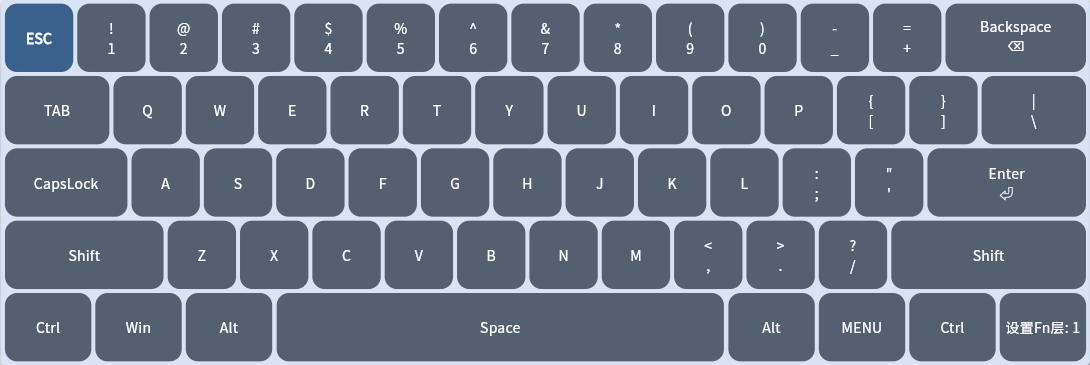 ESC
!
1
@
2
#
3
$
4
%
5
^
6
&
7
*
8
(
9
)
0
-
_
=
+
Backspace
⌫
TAB
Q
W
E
R
T
Y
U
I
O
P
{
[
}
]
|
\
CapsLock
A
S
D
F
G
H
J
K
L
:
;
"
'
Enter
⏎
Shift
Z
X
C
V
B
N
M
<
,
>
.
?
/
Shift
Ctrl
Win
Alt
Space
Alt
MENU
Ctrl
设置Fn层: 1